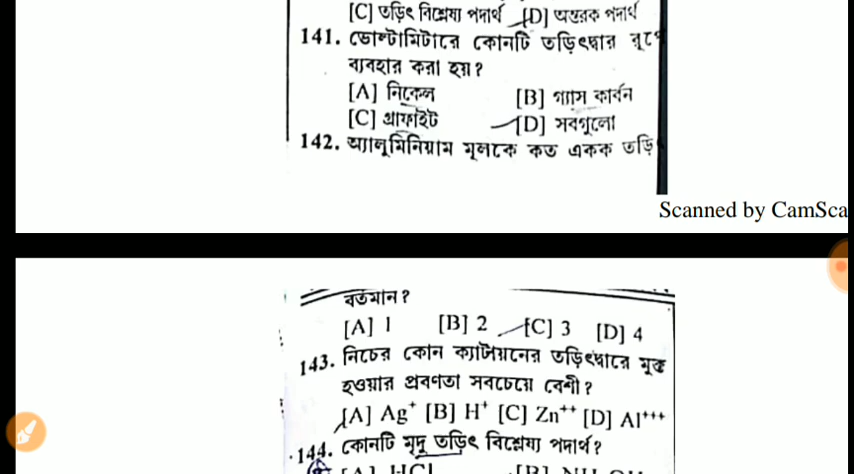 [C] তড়িৎ বিশ্লেষ্য পদার্থ [D] অন্তরক পদার্থ
141. ভোল্টামিটারে কোনটি তড়িৎদ্বার রূপে
ব্যবহার করা হয়?
[A] নিকেল [B] গ্যাস কার্বন
[C] গ্রাফাইট [D] সবগুলো
142. অ্যালুমিনিয়াম মূলকে কত একক তড়ি
Scanned by CamSca
বর্তমান?
[A] 1 [B] 2 [C] 3 [D] 4
143. নিচের কোন ক্যাটায়নের তড়িৎদ্বারে মুক্ত
হওয়ার প্রবণতা সবচেয়ে বেশী?
[A] Ag⁺ [B] H⁺ [C] Zn⁺⁺ [D] Al⁺⁺⁺
144. কোনটি মৃদু তড়িৎ বিশ্লেষ্য পদার্থ?
[A] HCl [B]